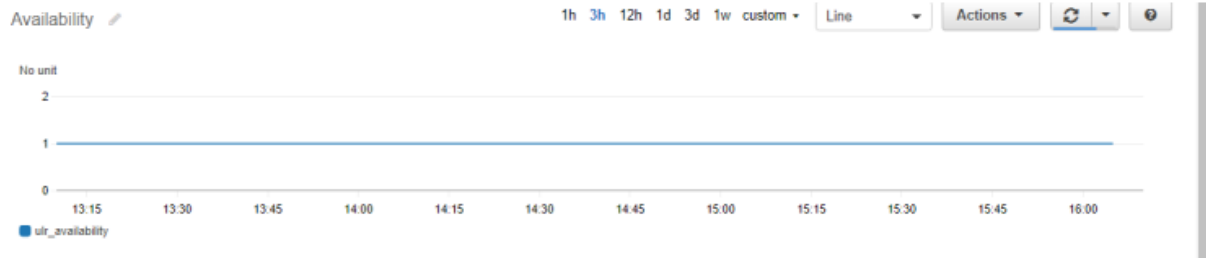 Availability
1h 3h 12h 1d 3d 1w custom Line Actions
No unit
2
1
0
13:15 13:30 13:45 14:00 14:15 14:30 14:45 15:00 15:15 15:30 15:45 16:00
ulr_availability